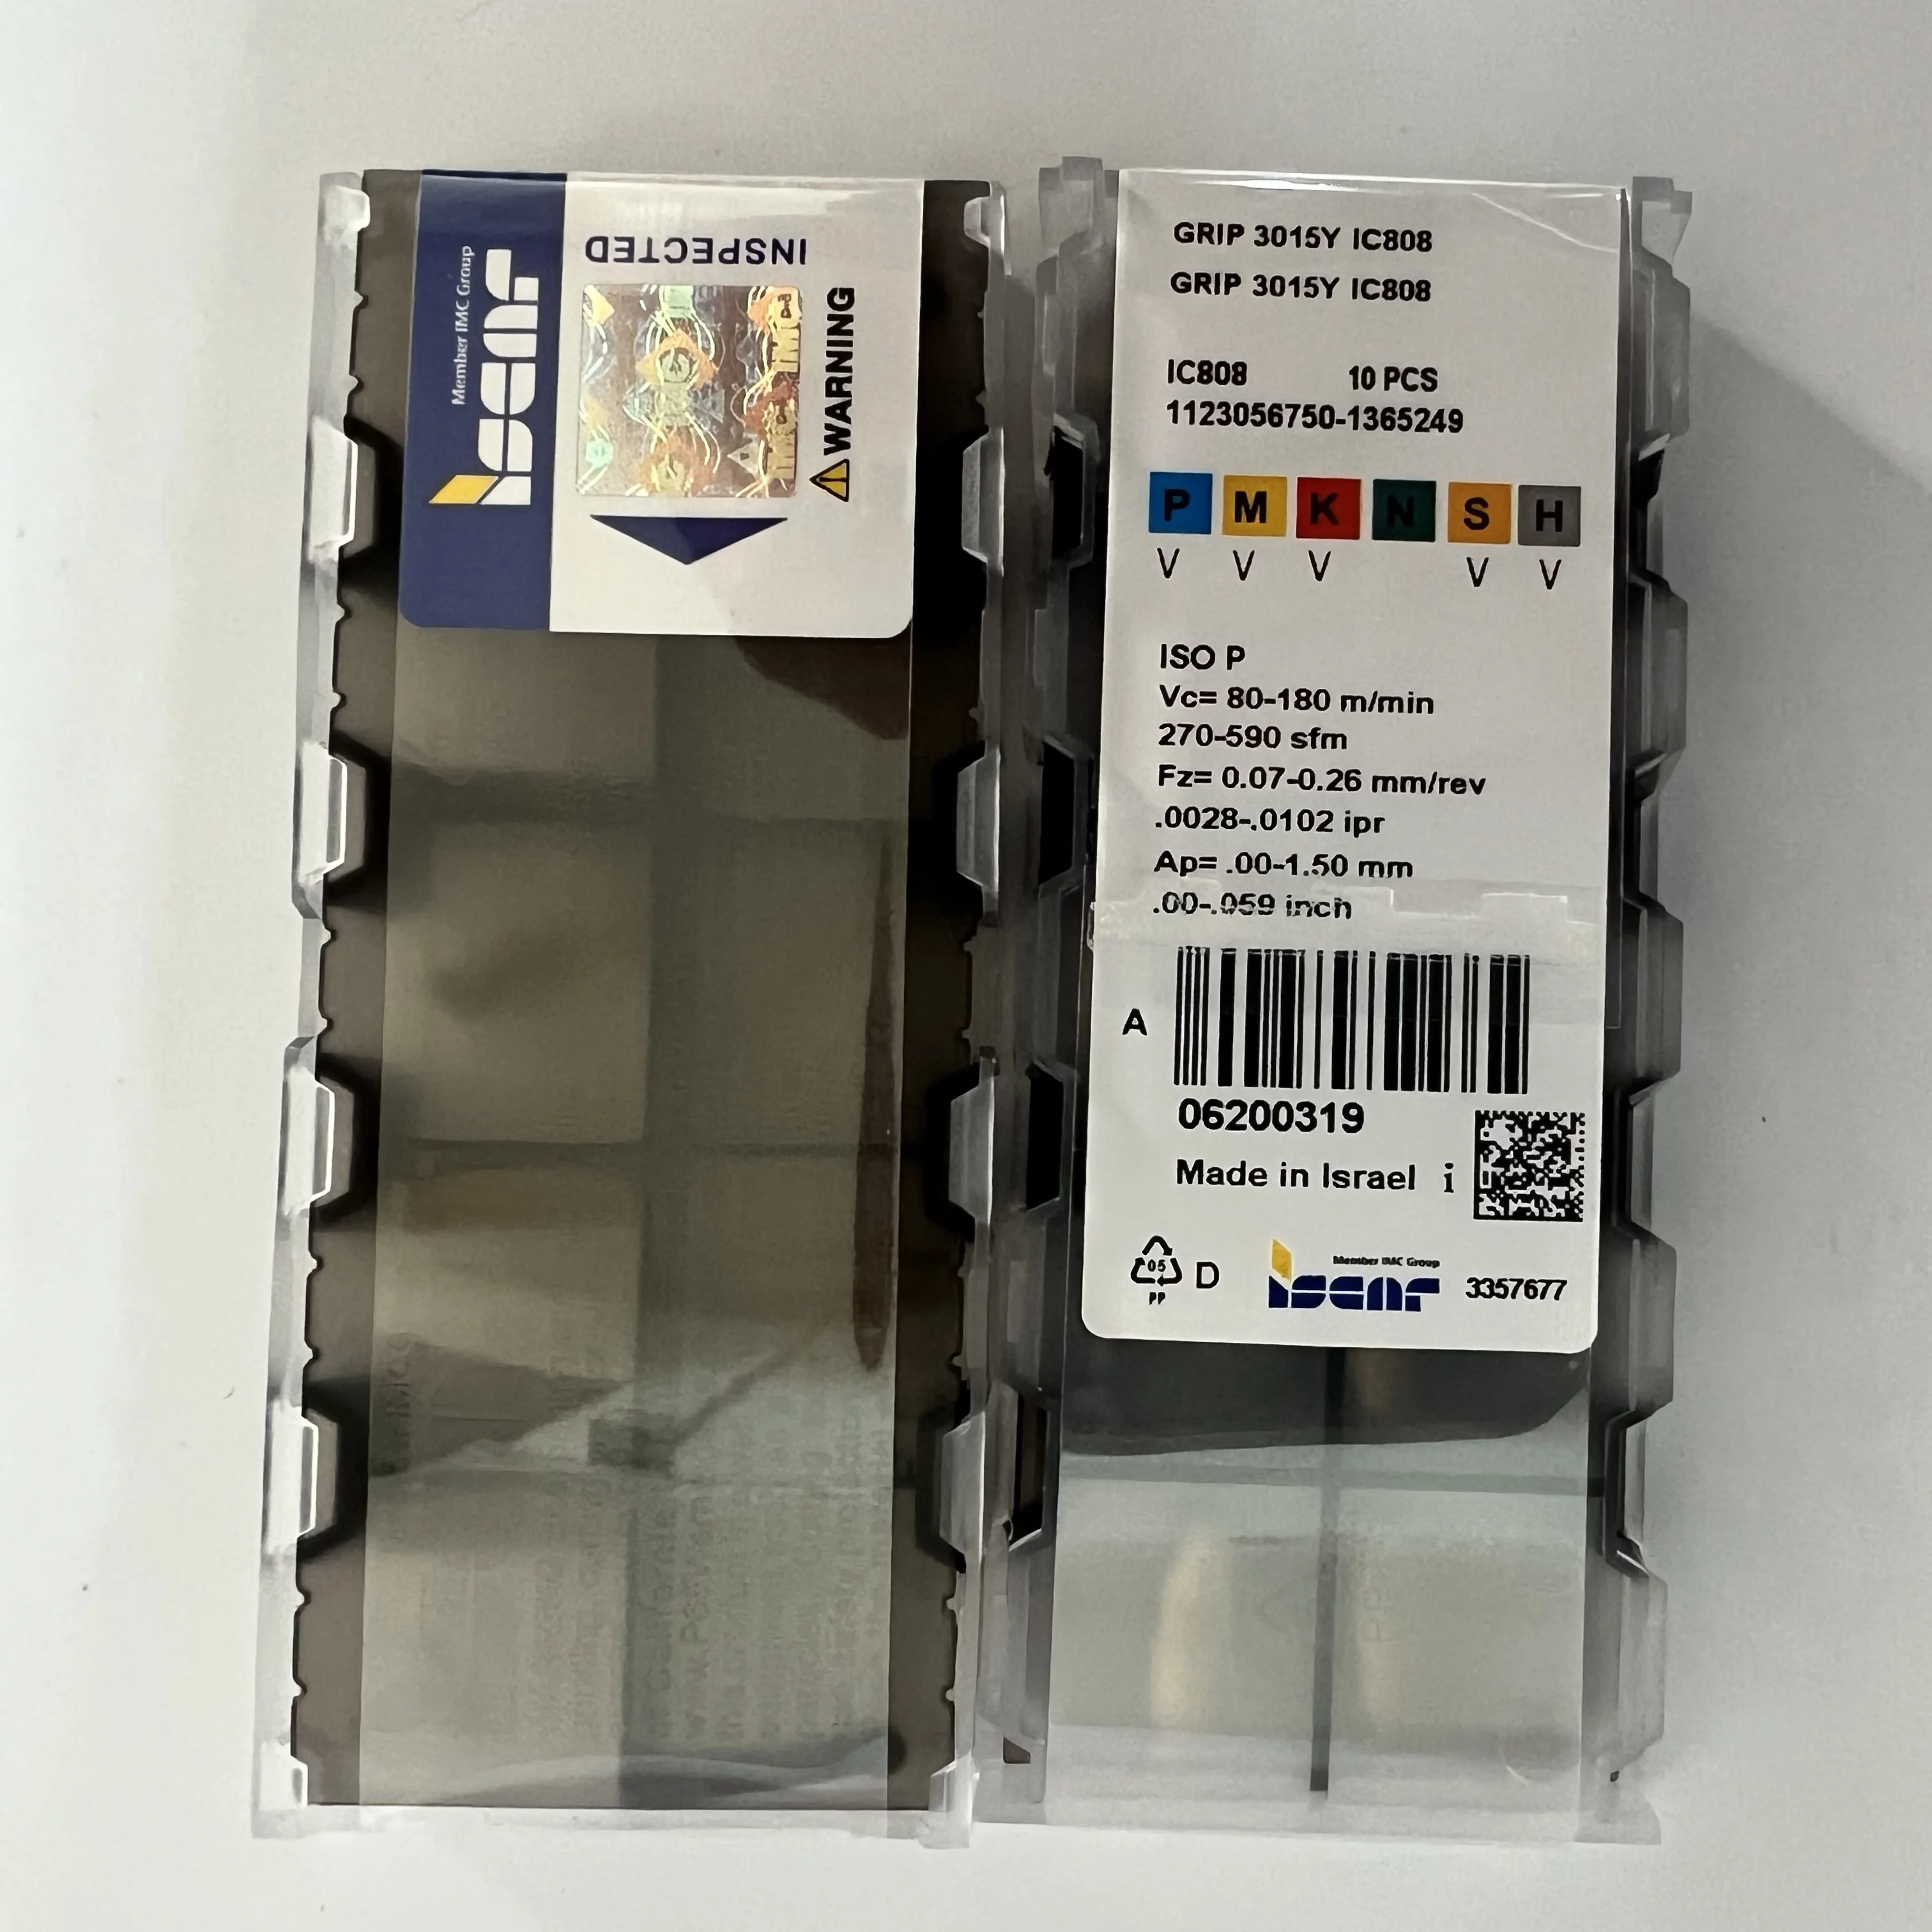 INSPECTED
Member IMC Group
iscar
WARNING
GRIP 3015Y IC808
GRIP 3015Y IC808
IC808 10 PCS
1123056750-1365249
P M K N S H
V V V V V
ISO P
Vc= 80-180 m/min
270-590 sfm
Fz= 0.07-0.26 mm/rev
.0028-.0102 ipr
Ap= .00-1.50 mm
.00-.059 inch
A
06200319
Made in Israel i
05
PP
D
Member IMC Group
iscar
3357677